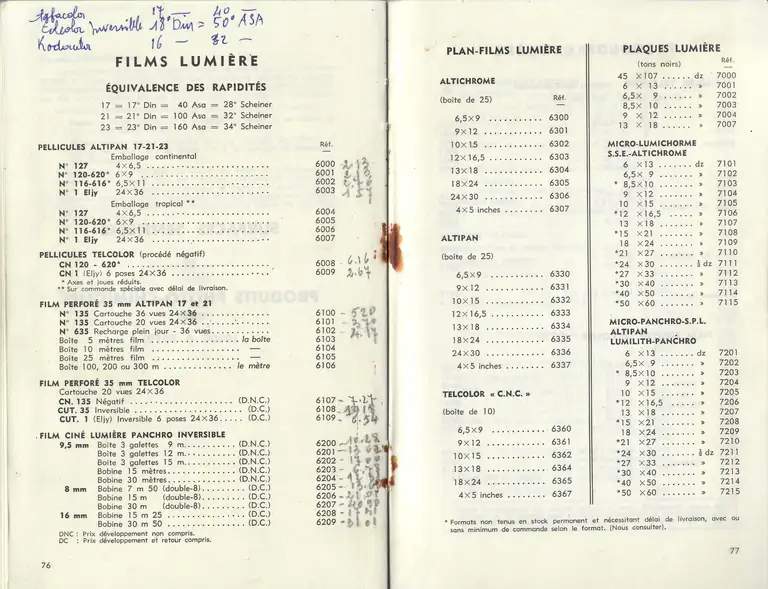 Agfacolor 17 — 40
Inversible 18° Din = 50° ASA
16 — 32 —
FILMS LUMIÈRE
ÉQUIVALENCE DES RAPIDITÉS
17 = 17° Din = 40 Asa = 28° Scheiner
21 = 21° Din = 100 Asa = 32° Scheiner
23 = 23° Din = 160 Asa = 34° Scheiner
PELLICULES ALTIPAN 17-21-23 Réf.
Emballage continental
N° 127 4×6,5 6000
N° 120-620* 6×9 6001
N° 116-616* 6,5×11 6002
N° 1 Eljy 24×36 6003
Emballage tropical **
N° 127 4×6,5 6004
N° 120-620* 6×9 6005
N° 116-616* 6,5×11 6006
N° 1 Eljy 24×36 6007
PELLICULES TELCOLOR (procédé négatif)
CN 120 - 620* 6008 - 6.16
CN 1 (Eljy) 6 poses 24×36 6009 2.67
* Axes et joues réduits.
** Sur commande spéciale avec délai de livraison.
FILM PERFORÉ 35 mm ALTIPAN 17 et 21
N° 135 Cartouche 36 vues 24×36 6100 - 520
N° 135 Cartouche 20 vues 24×36 6101
N° 635 Recharge plein jour - 36 vues 6102
Boîte 5 mètres film la boîte 6103
Boîte 10 mètres film — 6104
Boîte 25 mètres film — 6105
Boîte 100, 200 ou 300 m le mètre 6106
FILM PERFORÉ 35 mm TELCOLOR
Cartouche 20 vues 24×36
CN. 135 Négatif (D.N.C.) 6107 - 7.27
CUT. 35 Inversible (D.C.) 6108
CUT. 1 (Eljy) Inversible 6 poses 24×36 (D.C.) 6109 - 6.54
FILM CINÉ LUMIÈRE PANCHRO INVERSIBLE
9,5 mm Boîte 3 galettes 9 m. (D.N.C.) 6200
Boîte 3 galettes 12 m. (D.N.C.) 6201
Boîte 3 galettes 15 m. (D.N.C.) 6202
Bobine 15 mètres (D.N.C.) 6203
Bobine 30 mètres (D.N.C.) 6204
8 mm Bobine 7 m 50 (double-8) (D.C.) 6205
Bobine 15 m (double-8) (D.C.) 6206
Bobine 30 m (double-8) (D.C.) 6207
16 mm Bobine 15 m 25 (D.C.) 6208
Bobine 30 m 50 (D.C.) 6209
DNC : Prix développement non compris.
DC : Prix développement et retour compris.
76
PLAN-FILMS LUMIÈRE
ALTICHROME
(boîte de 25) Réf.
6,5×9 6300
9×12 6301
10×15 6302
12×16,5 6303
13×18 6304
18×24 6305
24×30 6306
4×5 inches 6307
ALTIPAN
(boîte de 25)
6,5×9 6330
9×12 6331
10×15 6332
12×16,5 6333
13×18 6334
18×24 6335
24×30 6336
4×5 inches 6337
TELCOLOR « C.N.C. »
(boîte de 10)
6,5×9 6360
9×12 6361
10×15 6362
13×18 6364
18×24 6365
4×5 inches 6367
PLAQUES LUMIÈRE
(tons noirs) Réf.
45 ×107 dz 7000
6 × 13 » 7001
6,5× 9 » 7002
8,5× 10 » 7003
9 × 12 » 7004
13 × 18 » 7007
MICRO-LUMICHORME
S.S.E.-ALTICHROME
6 ×13 dz 7101
6,5× 9 » 7102
* 8,5×10 » 7103
9 ×12 » 7104
10 ×15 » 7105
*12 ×16,5 » 7106
13 ×18 » 7107
*15 ×21 » 7108
18 ×24 » 7109
*21 ×27 » 7110
*24 ×30 ½ dz 7111
*27 ×33 » 7112
*30 ×40 » 7113
*40 ×50 » 7114
*50 ×60 » 7115
MICRO-PANCHRO-S.P.L.
ALTIPAN
LUMILITH-PANCHRO
6 ×13 dz 7201
6,5× 9 » 7202
* 8,5×10 » 7203
9 ×12 » 7204
10 ×15 » 7205
*12 ×16,5 » 7206
13 ×18 » 7207
*15 ×21 » 7208
18 ×24 » 7209
*21 ×27 » 7210
*24 ×30 ½ dz 7211
*27 ×33 » 7212
*30 ×40 » 7213
*40 ×50 » 7214
*50 ×60 » 7215
* Formats non tenus en stock permanent et nécessitant délai de livraison, avec ou
sans minimum de commande selon le format. (Nous consulter).
77